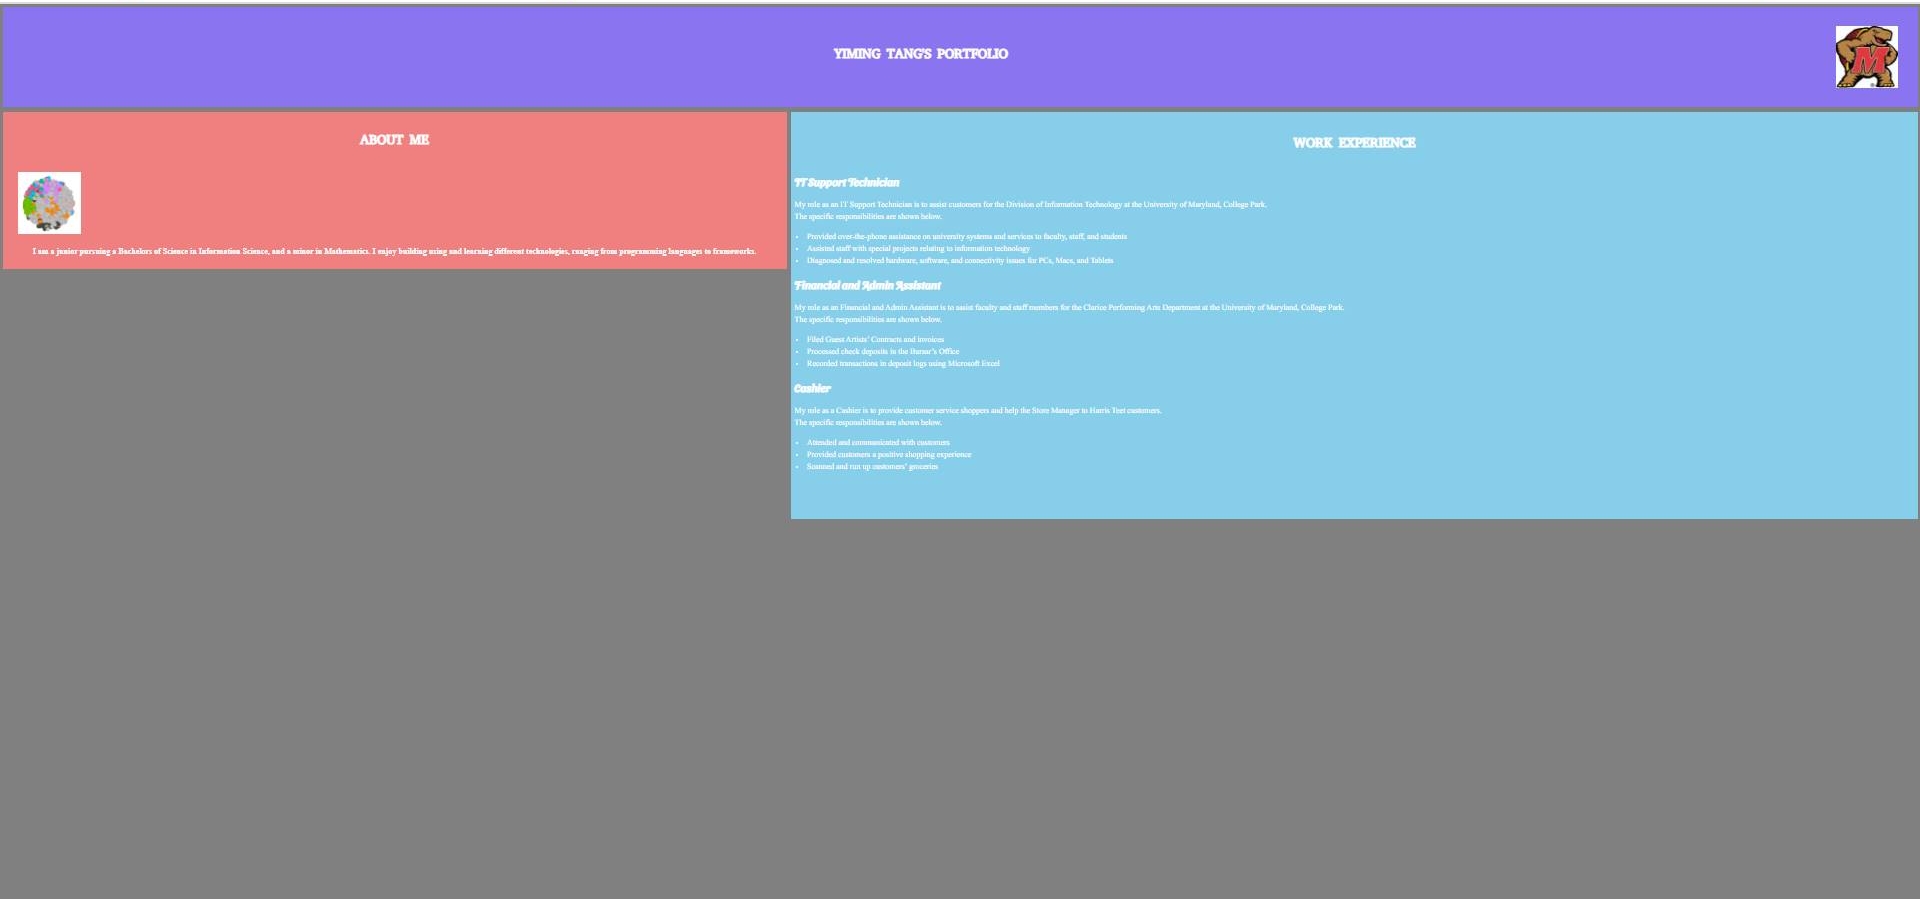 YIMING TANG'S PORTFOLIO
M
ABOUT ME
I am a junior pursuing a Bachelors of Science in Information Science, and a minor in Mathematics. I enjoy building using and learning different technologies, ranging from programming languages to frameworks.
WORK EXPERIENCE
IT Support Technician
My role as an IT Support Technician is to assist customers for the Division of Information Technology at the University of Maryland, College Park.
The specific responsibilities are shown below.
• Provided over-the-phone assistance on university systems and services to faculty, staff, and students
• Assisted staff with special projects relating to information technology
• Diagnosed and resolved hardware, software, and connectivity issues for PCs, Macs, and Tablets
Financial and Admin Assistant
My role as an Financial and Admin Assistant is to assist faculty and staff members for the Clarice Performing Arts Department at the University of Maryland, College Park.
The specific responsibilities are shown below.
• Filed Guest Artists' Contracts and invoices
• Processed check deposits in the Bursar's Office
• Recorded transactions in deposit logs using Microsoft Excel
Cashier
My role as a Cashier is to provide customer service shoppers and help the Store Manager to Harris Teet customers.
The specific responsibilities are shown below.
• Attended and communicated with customers
• Provided customers a positive shopping experience
• Scanned and run up customers' groceries